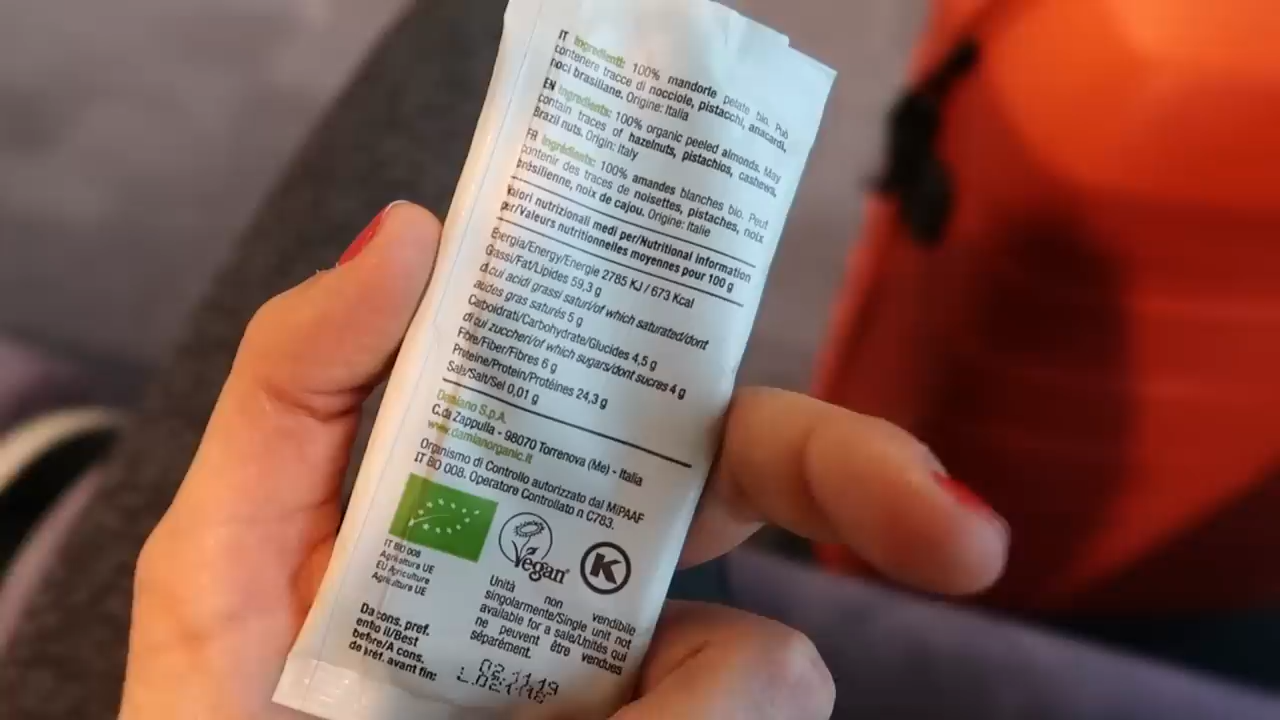 IT Ingredienti: 100% mandorle pelate bio. Può
contenere tracce di nocciole, pistacchi, anacardi,
noci brasiliane. Origine: Italia
EN Ingredients: 100% organic peeled almonds. May
contain traces of hazelnuts, pistachios, cashews,
Brazil nuts. Origin: Italy
FR Ingrédients: 100% amandes blanches bio. Peut
contenir des traces de noisettes, pistaches, noix
brésilienne, noix de cajou. Origine: Italie
Valori nutrizionali medi per/Nutritional information
per/Valeurs nutritionnelles moyennes pour 100 g
Energia/Energy/Energie 2785 KJ / 673 Kcal
Grassi/Fat/Lipides 59,3 g
di cui acidi grassi saturi/of which saturated/dont
acides gras saturés 5 g
Carboidrati/Carbohydrate/Glucides 4,5 g
di cui zuccheri/of which sugars/dont sucres 4 g
Fibre/Fiber/Fibres 6 g
Proteine/Protein/Protéines 24,3 g
Sale/Salt/Sel 0,01 g
Damiano S.p.A.
C.da Zappulla - 98070 Torrenova (Me) - Italia
www.damianorganic.it
Organismo di Controllo autorizzato dal MiPAAF
IT BIO 008. Operatore Controllato n C783.
IT BIO 008
Agricoltura UE
EU Agriculture
Agriculture UE
Vegan
K
Unità non vendibile
singolarmente/Single unit not
available for a sale/Unités qui
ne peuvent être vendues
séparément.
Da cons. pref.
entro il/Best
before/A cons.
de préf. avant fin:
02.11.19